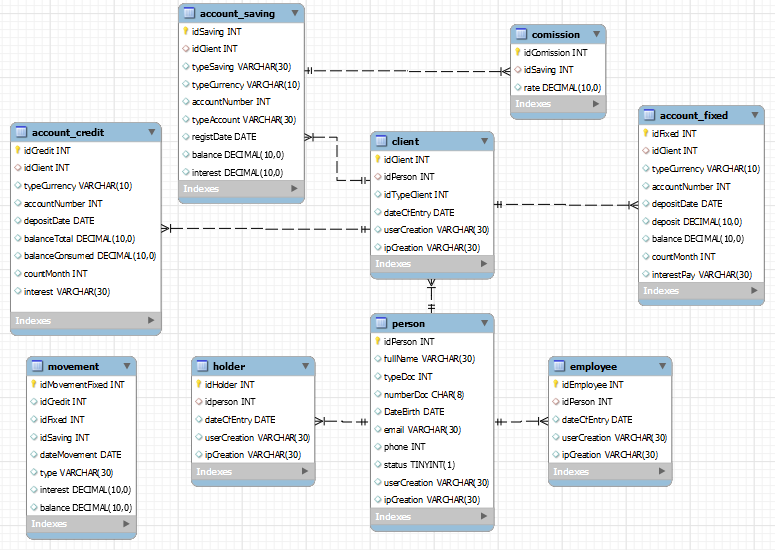 account_saving
idSaving INT
idClient INT
typeSaving VARCHAR(30)
typeCurrency VARCHAR(10)
accountNumber INT
typeAccount VARCHAR(30)
registDate DATE
balance DECIMAL(10,0)
interest DECIMAL(10,0)
Indexes
comission
idComission INT
idSaving INT
rate DECIMAL(10,0)
Indexes
account_credit
idCredit INT
idClient INT
typeCurrency VARCHAR(10)
accountNumber INT
depositDate DATE
balanceTotal DECIMAL(10,0)
balanceConsumed DECIMAL(10,0)
countMonth INT
interest VARCHAR(30)
Indexes
client
idClient INT
idPerson INT
idTypeClient INT
dateOfEntry DATE
userCreation VARCHAR(30)
ipCreation VARCHAR(30)
Indexes
account_fixed
idFixed INT
idClient INT
typeCurrency VARCHAR(10)
accountNumber INT
depositDate DATE
deposit DECIMAL(10,0)
balance DECIMAL(10,0)
countMonth INT
interestPay VARCHAR(30)
Indexes
movement
idMovementFixed INT
idCredit INT
idFixed INT
idSaving INT
dateMovement DATE
type VARCHAR(30)
interest DECIMAL(10,0)
balance DECIMAL(10,0)
Indexes
holder
idHolder INT
idperson INT
dateOfEntry DATE
userCreation VARCHAR(30)
ipCreation VARCHAR(30)
Indexes
person
idPerson INT
fullName VARCHAR(30)
typeDoc INT
numberDoc CHAR(8)
DateBirth DATE
email VARCHAR(30)
phone INT
status TINYINT(1)
userCreation VARCHAR(30)
ipCreation VARCHAR(30)
Indexes
employee
idEmployee INT
idPerson INT
dateOfEntry DATE
userCreation VARCHAR(30)
ipCreation VARCHAR(30)
Indexes